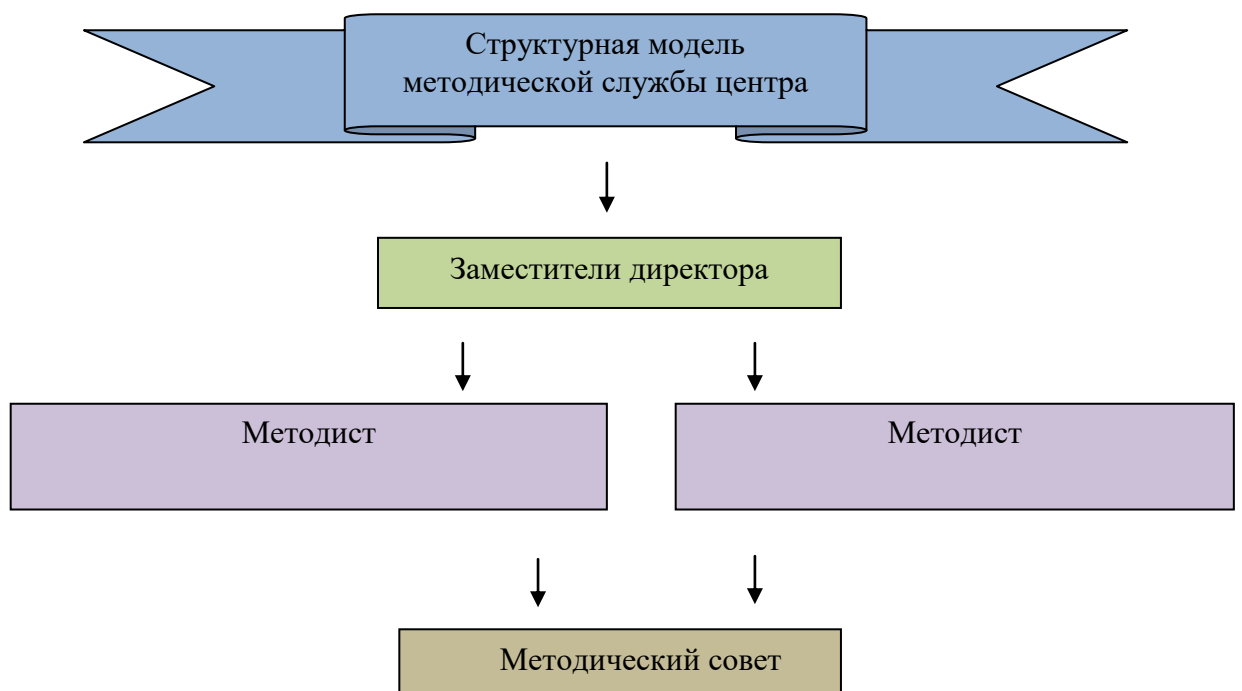 Структурная модель
методической службы центра
Заместители директора
Методист
Методист
Методический совет